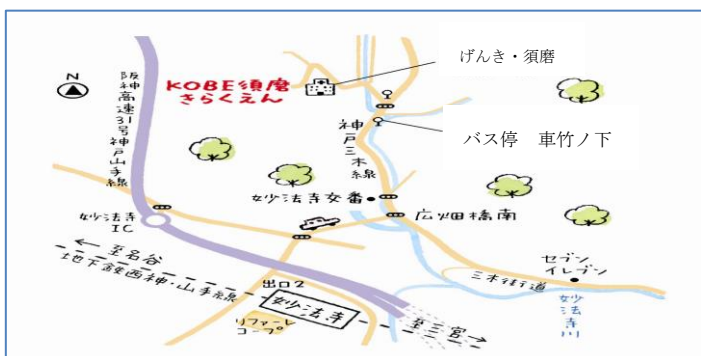 げんき・須磨
N
KOBE須磨
きらくえん
阪神高速31号神戸山手線
神戸三木線
バス停 車竹ノ下
妙法寺交番
広畑橋南
妙法寺
IC
←至名谷
地下鉄西神・山手線
セブン
イレブン
三木街道
出口2
妙法寺
妙法寺川
リファーレ
コープ
至三宮→